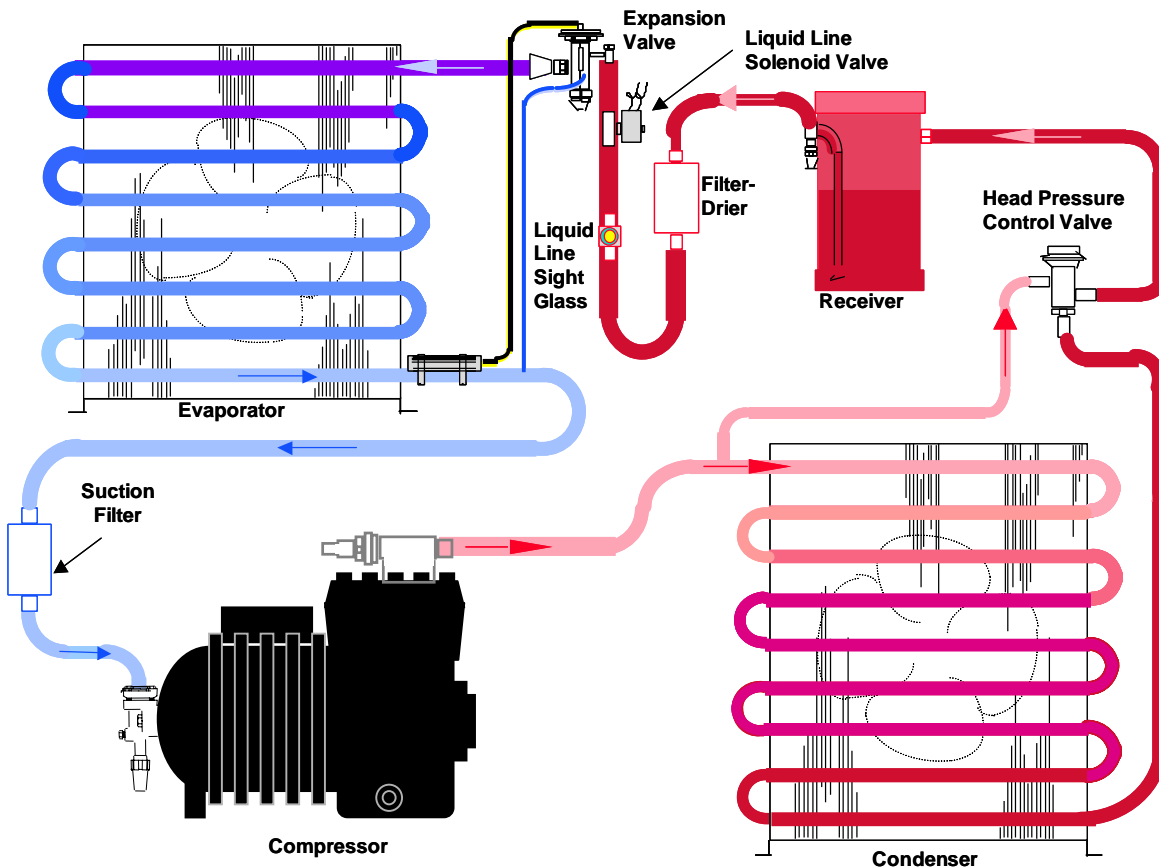 Expansion
Valve
Liquid Line
Solenoid Valve
Filter-
Drier
Head Pressure
Control Valve
Liquid
Line
Sight
Glass
Receiver
Evaporator
Suction
Filter
Compressor
Condenser